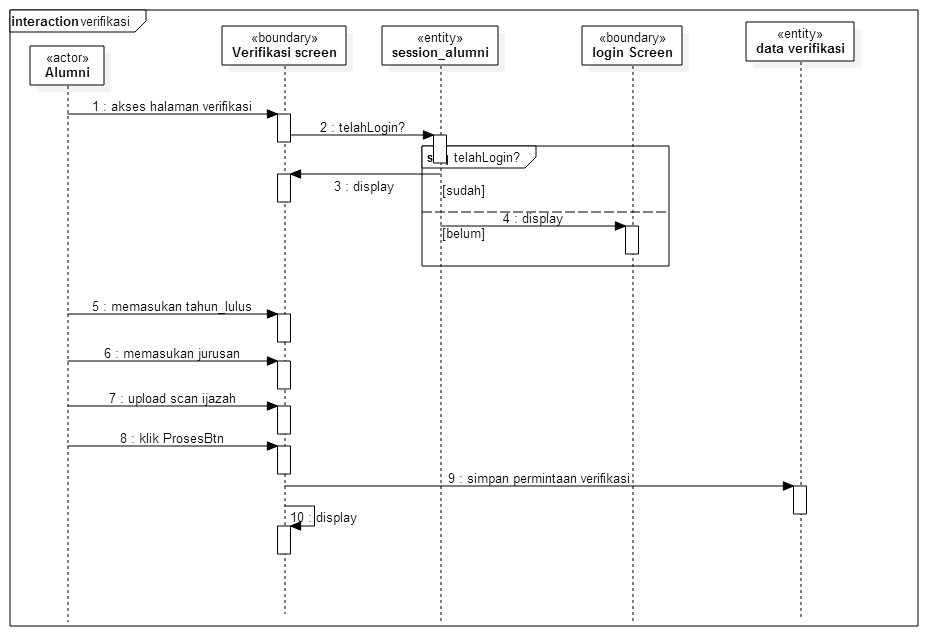 interaction verifikasi
«actor»
Alumni
«boundary»
Verifikasi screen
«entity»
session_alumni
«boundary»
login Screen
«entity»
data verifikasi
1 : akses halaman verifikasi
2 : telahLogin?
telahLogin?
3 : display
[sudah]
4 : display
[belum]
5 : memasukan tahun_lulus
6 : memasukan jurusan
7 : upload scan ijazah
8 : klik ProsesBtn
9 : simpan permintaan verifikasi
10 : display